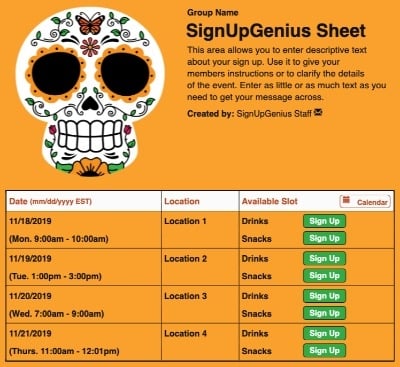 Group Name
SignUpGenius Sheet
This area allows you to enter descriptive text
about your sign up. Use it to give your
members instructions or to clarify the details
of the event. Enter as little or as much text as you
need to get your message across.
Created by: SignUpGenius Staff
Date (mm/dd/yyyy EST) Location Available Slot Calendar
11/18/2019 Location 1 Drinks Sign Up
(Mon. 9:00am - 10:00am) Snacks Sign Up
11/19/2019 Location 2 Drinks Sign Up
(Tue. 1:00pm - 3:00pm) Snacks Sign Up
11/20/2019 Location 3 Drinks Sign Up
(Wed. 7:00am - 9:00am) Snacks Sign Up
11/21/2019 Location 4 Drinks Sign Up
(Thurs. 11:00am - 12:01pm) Snacks Sign Up